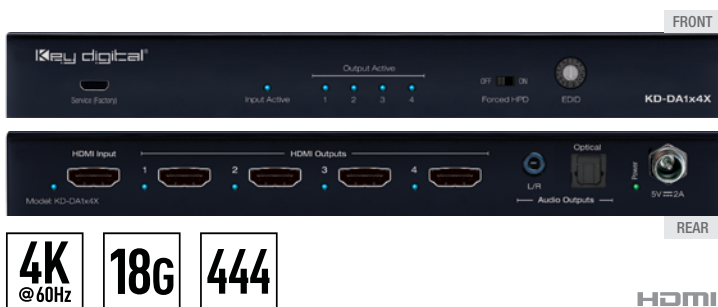 FRONT
Key digital®
Output Active
OFF ON
Service (Factory)
Input Active
1 2 3 4
Forced HPD
EDID
KD-DA1x4X
HDMI Input
HDMI Outputs
1 2 3 4
Optical
Power
L/R
Audio Outputs
5V 2A
Model: KD-DA1x4X
REAR
4K
@60Hz
18G
444
HDMI